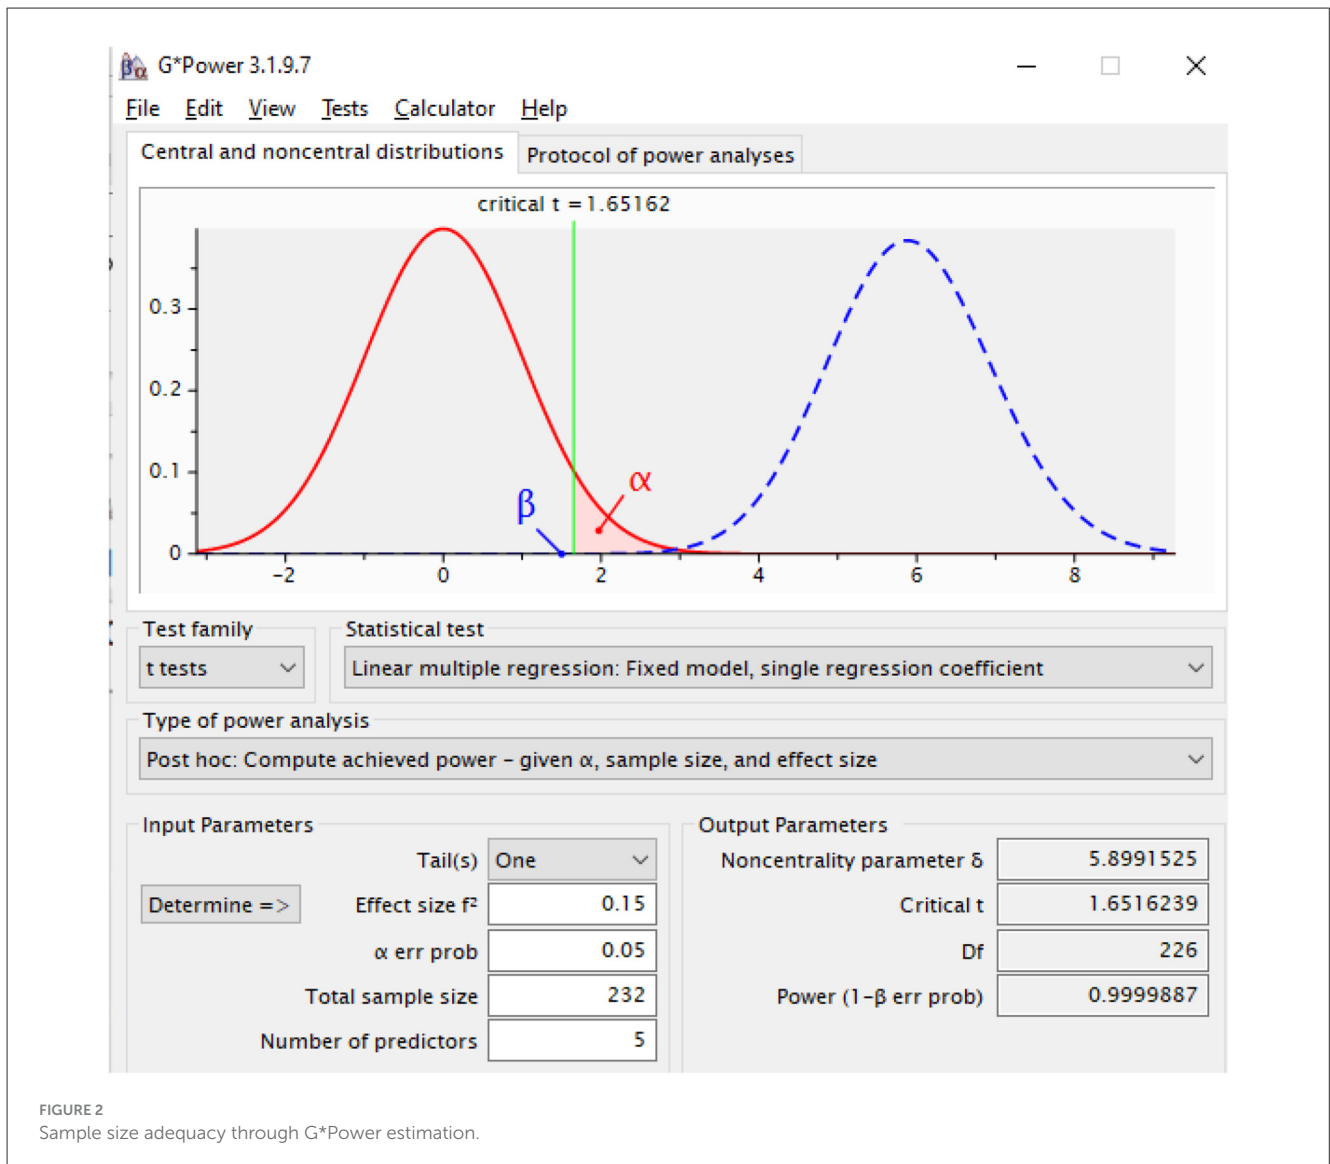 G*Power 3.1.9.7
File Edit View Tests Calculator Help
Central and noncentral distributions Protocol of power analyses
critical t = 1.65162
0.3
0.2
0.1
0
β
α
-2 0 2 4 6 8
Test family Statistical test
t tests Linear multiple regression: Fixed model, single regression coefficient
Type of power analysis
Post hoc: Compute achieved power – given α, sample size, and effect size
Input Parameters Output Parameters
Tail(s) One Noncentrality parameter δ 5.8991525
Determine => Effect size f² 0.15 Critical t 1.6516239
α err prob 0.05 Df 226
Total sample size 232 Power (1-β err prob) 0.9999887
Number of predictors 5
FIGURE 2
Sample size adequacy through G*Power estimation.